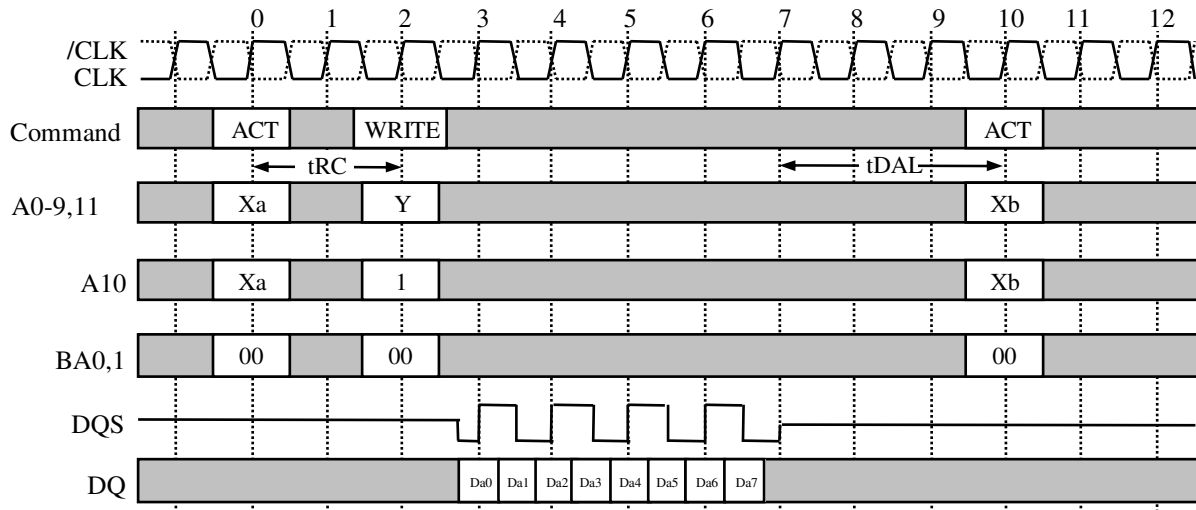 0 1 2 3 4 5 6 7 8 9 10 11 12
/CLK
CLK
Command ACT WRITE ACT
tRC tDAL
A0-9,11 Xa Y Xb
A10 Xa 1 Xb
BA0,1 00 00 00
DQS
DQ Da0 Da1 Da2 Da3 Da4 Da5 Da6 Da7